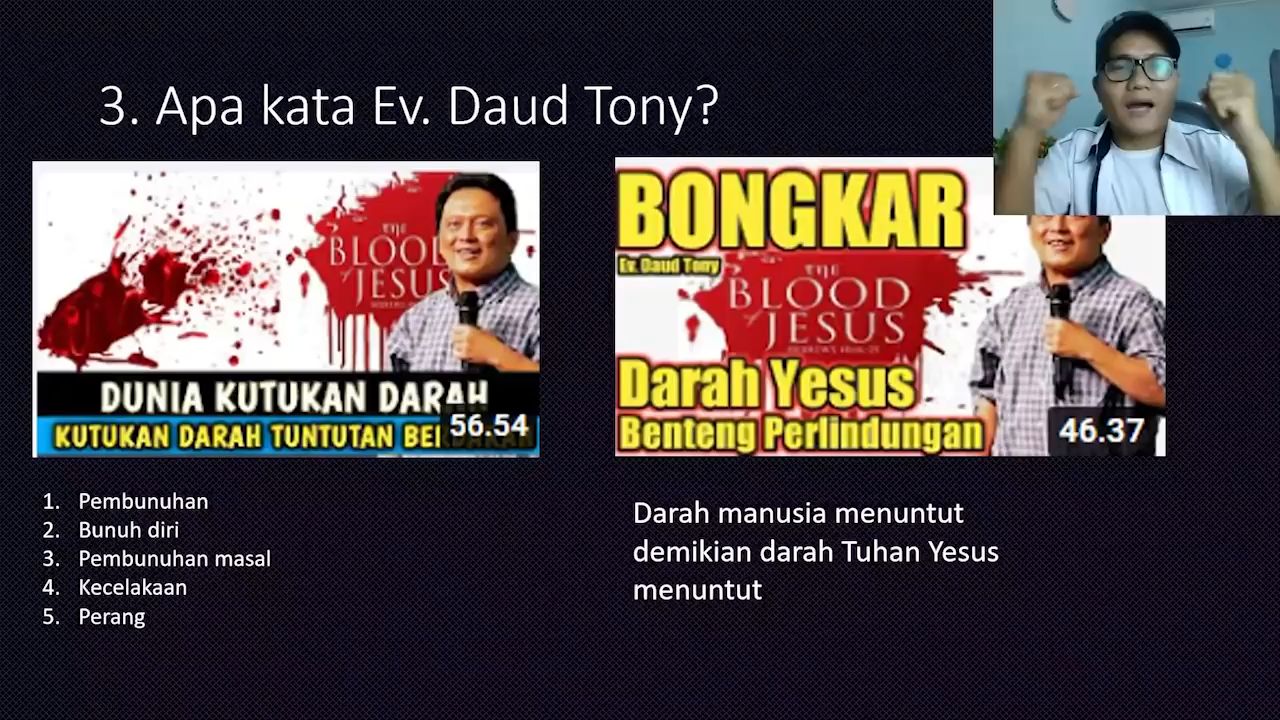 3. Apa kata Ev. Daud Tony?
THE
BLOOD
of JESUS
DUNIA KUTUKAN DARAH
KUTUKAN DARAH TUNTUTAN
56.54
1. Pembunuhan
2. Bunuh diri
3. Pembunuhan masal
4. Kecelakaan
5. Perang
BONGKAR
Ev. Daud Tony
THE
BLOOD
of JESUS
Darah Yesus
Benteng Perlindungan
46.37
Darah manusia menuntut
demikian darah Tuhan Yesus
menuntut